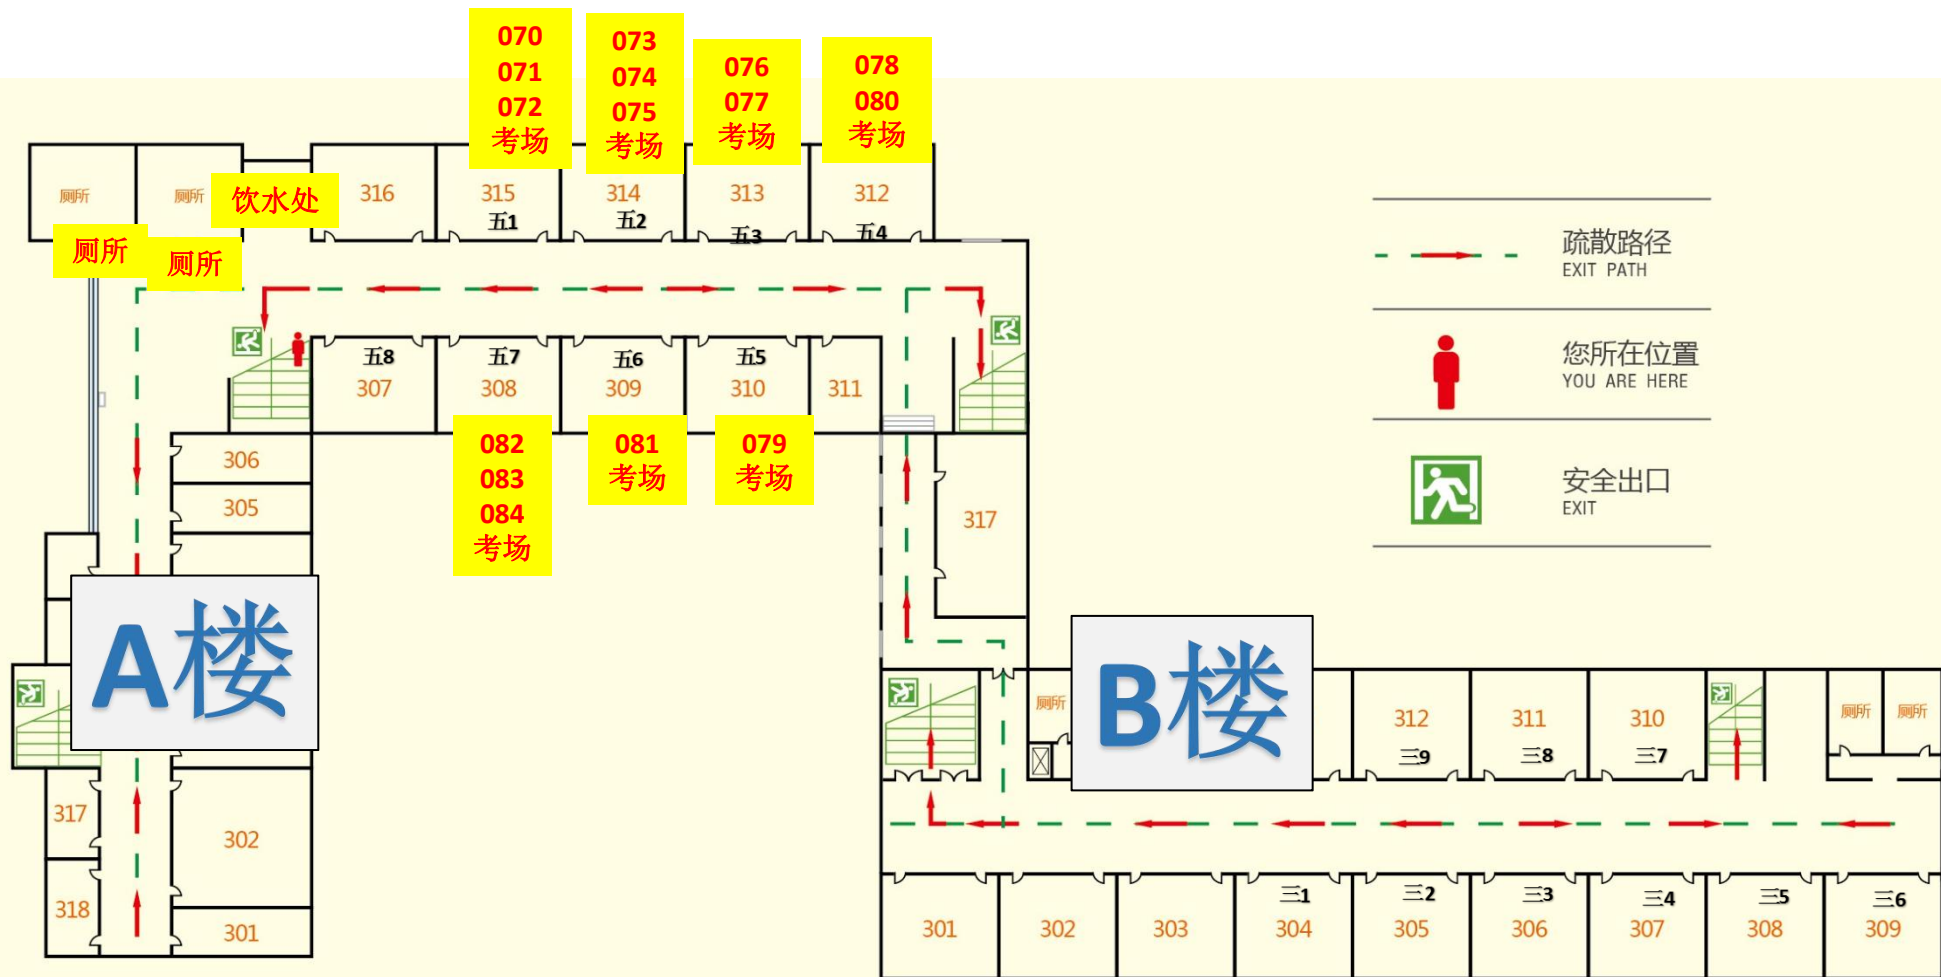 070
071
072
考场
073
074
075
考场
076
077
考场
078
080
考场
厕所
厕所
饮水处
316
315
五1
314
五2
313
五3
312
五4
厕所
厕所
疏散路径
EXIT PATH
您所在位置
YOU ARE HERE
安全出口
EXIT
五8
307
五7
308
五6
309
五5
310
311
082
083
084
考场
081
考场
079
考场
306
305
317
A楼
B楼
厕所
312
三9
311
三8
310
三7
厕所
厕所
317
302
318
301
301
302
303
三1
304
三2
305
三3
306
三4
307
三5
308
三6
309